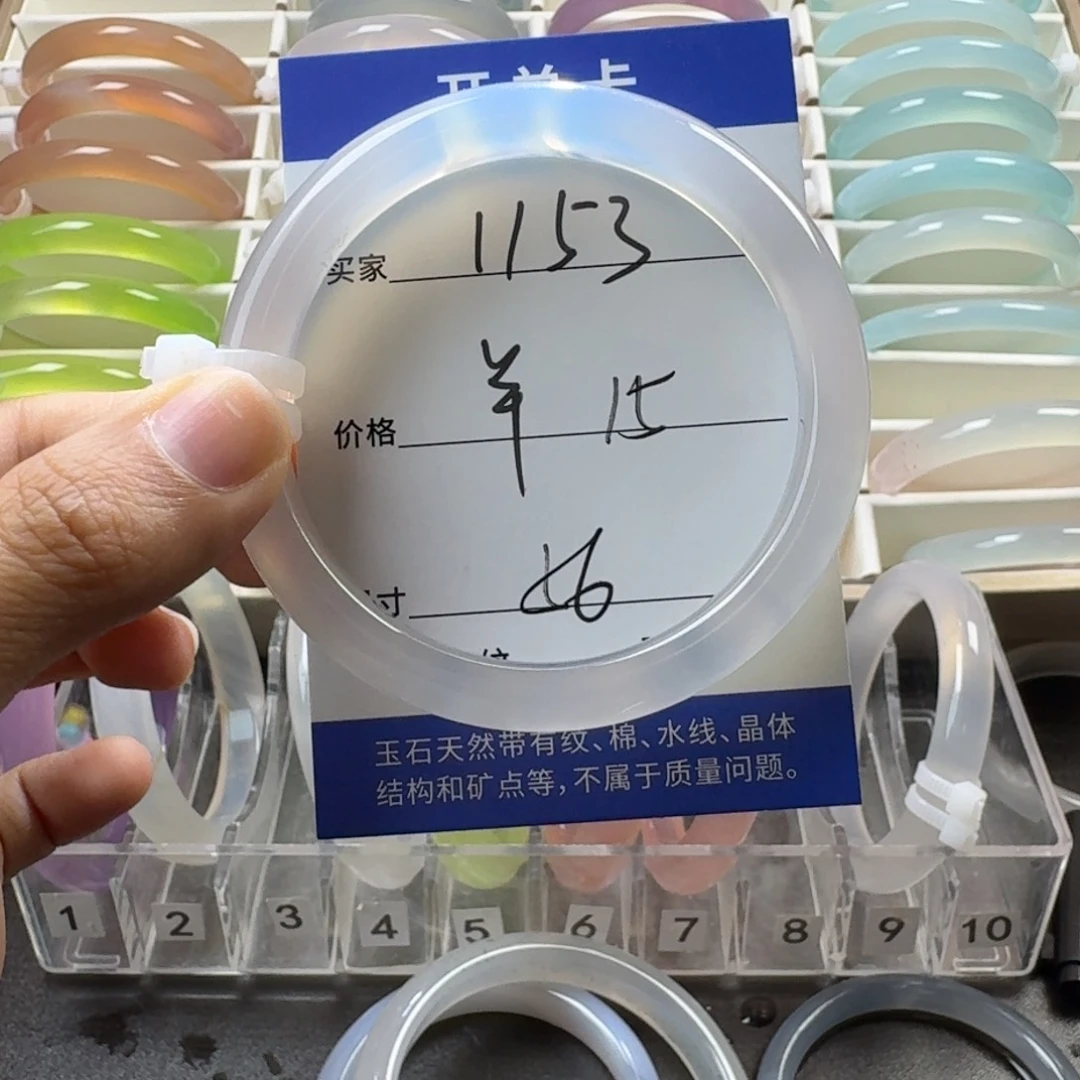 开单卡
买家 1153
价格 ¥ 15
寸 56
玉石天然带有纹、棉、水线、晶体
结构和矿点等,不属于质量问题。
1 2 3 4 5 6 7 8 9 10